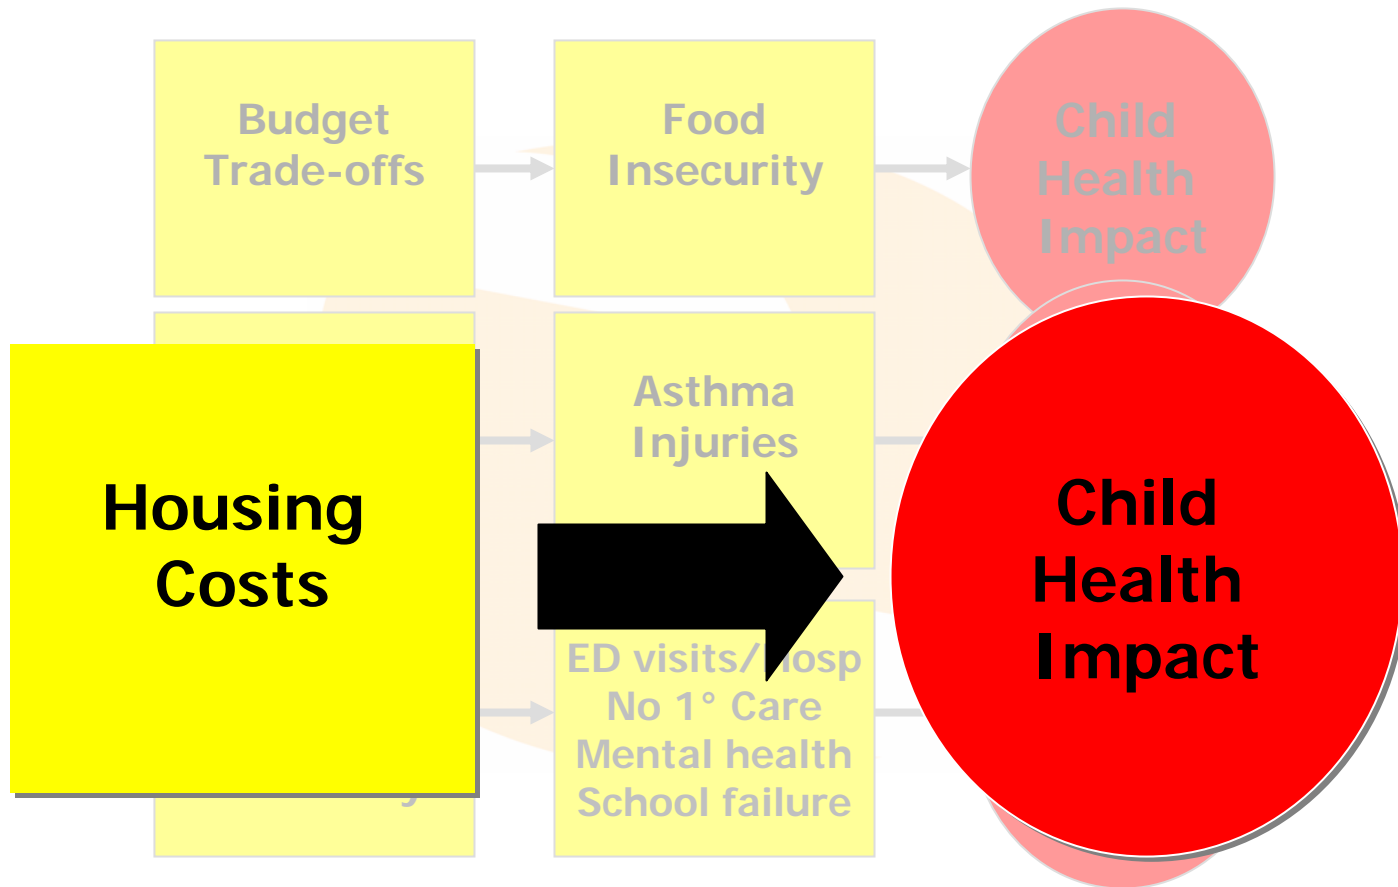 Budget
Trade-offs
Food
Insecurity
Child
Health
Impact
Asthma
Injuries
Housing
Costs
Child
Health
Impact
ED visits/Hosp
No 1° Care
Mental health
School failure